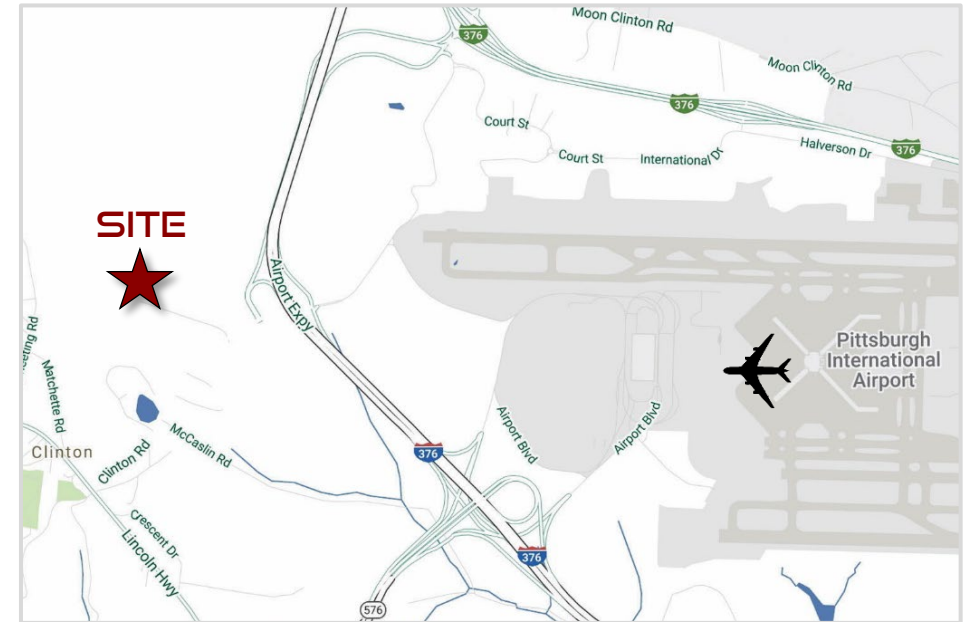 Moon Clinton Rd
376
Moon Clinton Rd
376
Court St
Halverson Dr
376
Court St
International Dr
SITE
Airport Expy
Matchette Rd
Pittsburgh
International
Airport
Airport Blvd
Airport Blvd
McCaslin Rd
Clinton
Clinton Rd
376
Crescent Dr
Lincoln Hwy
376
576